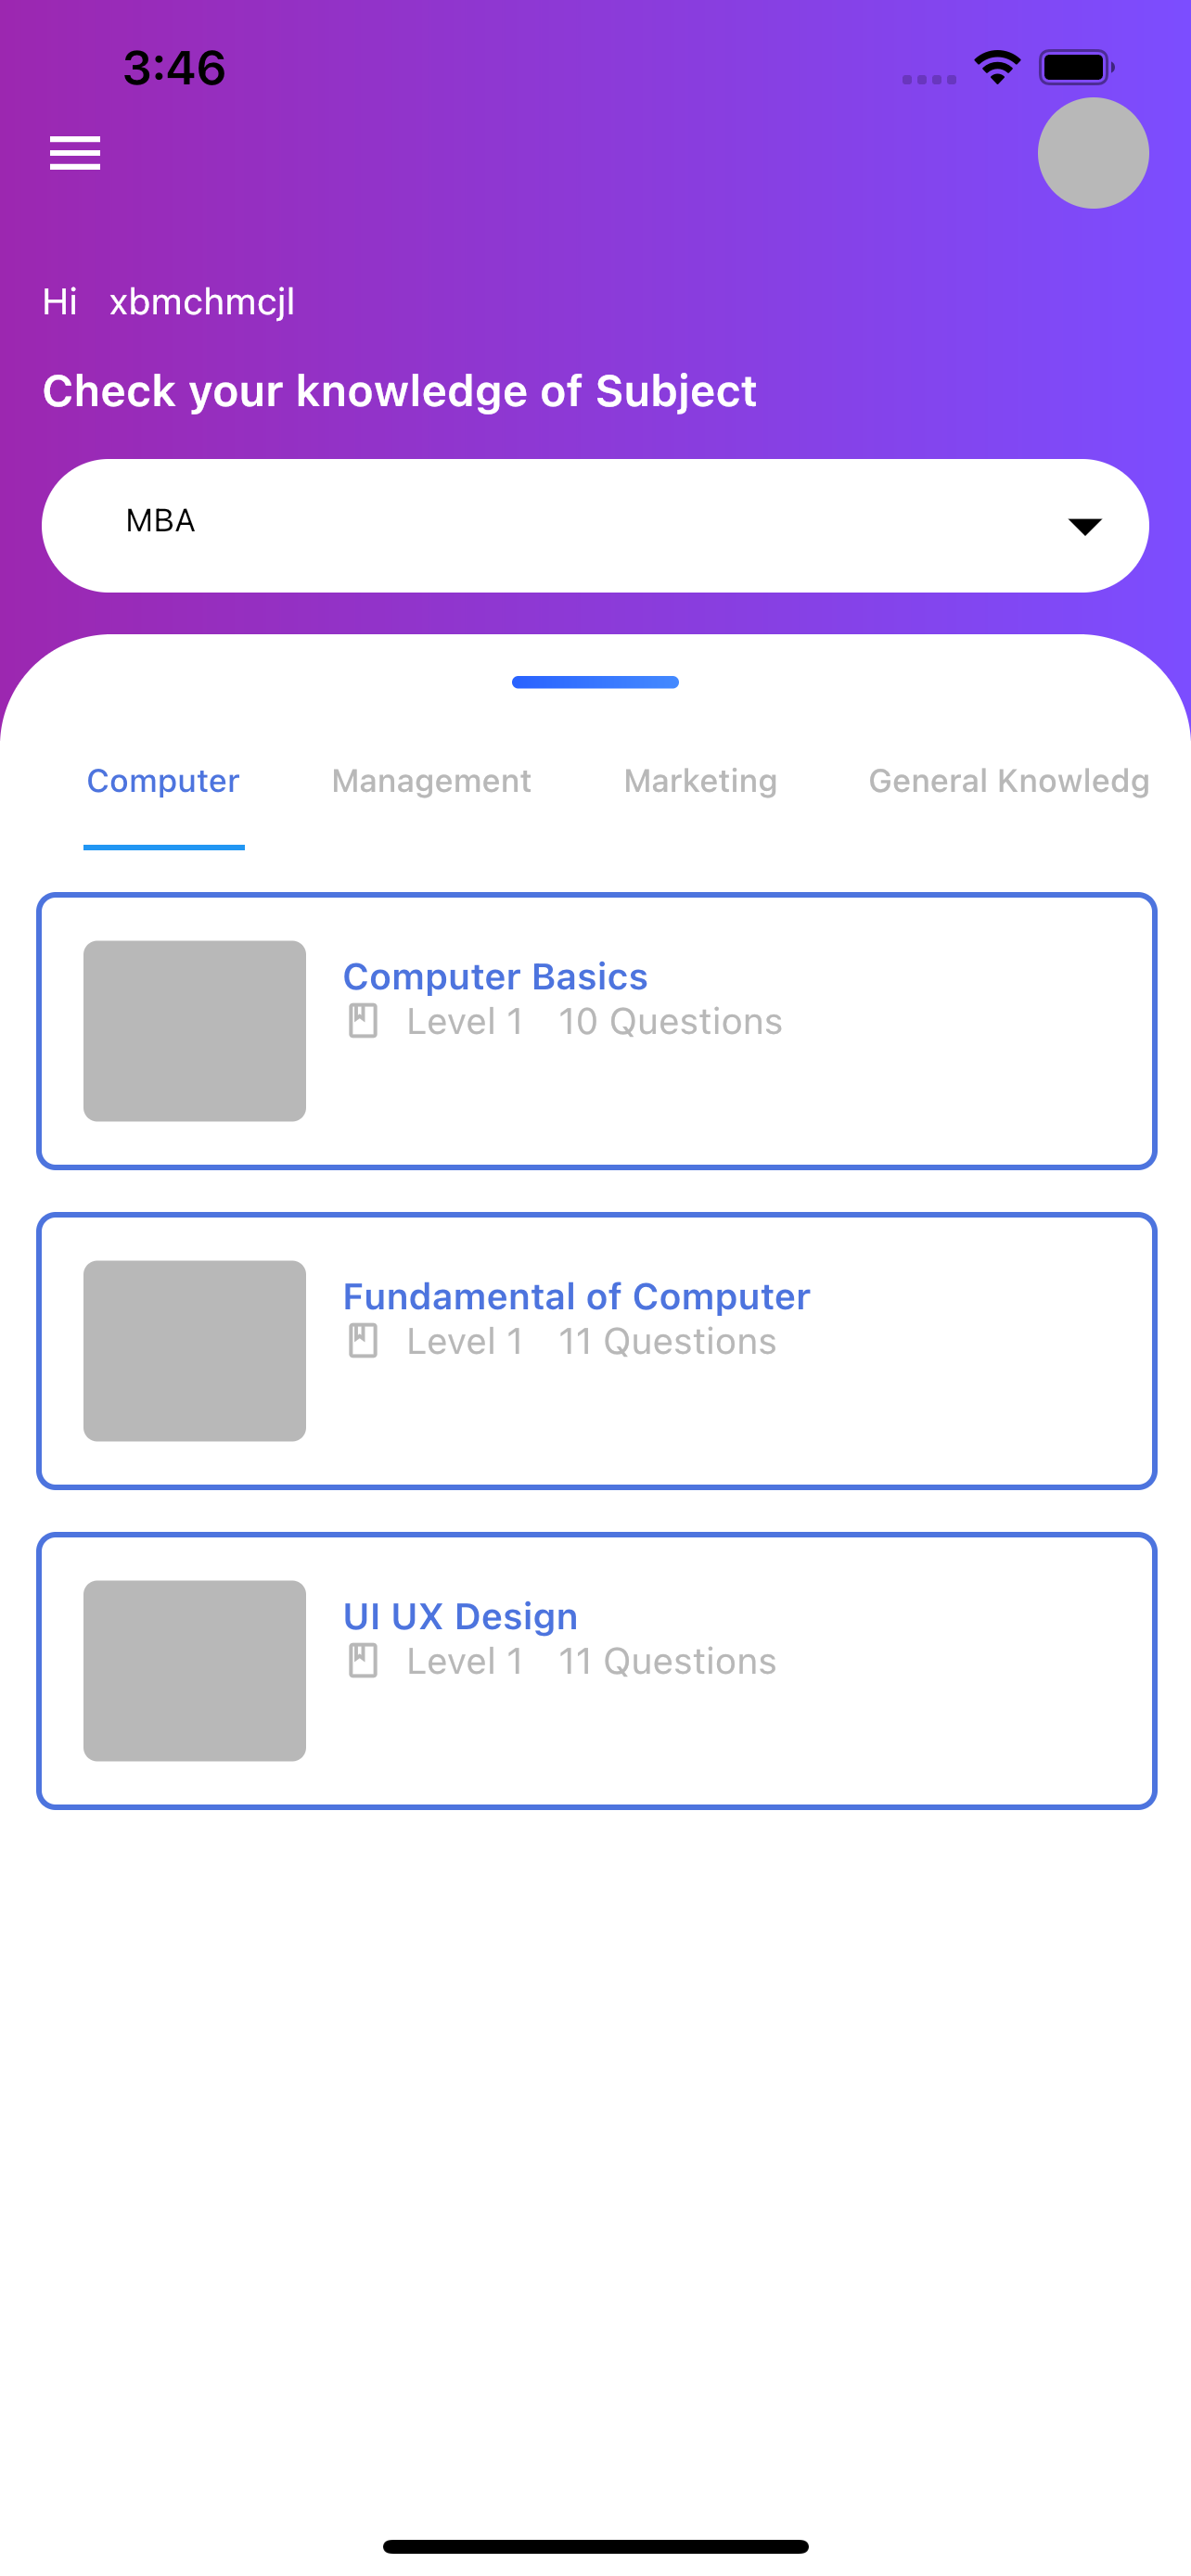 3:46
Hi xbmchmcjl
Check your knowledge of Subject
MBA
Computer Management Marketing General Knowledg
Computer Basics
Level 1 10 Questions
Fundamental of Computer
Level 1 11 Questions
UI UX Design
Level 1 11 Questions